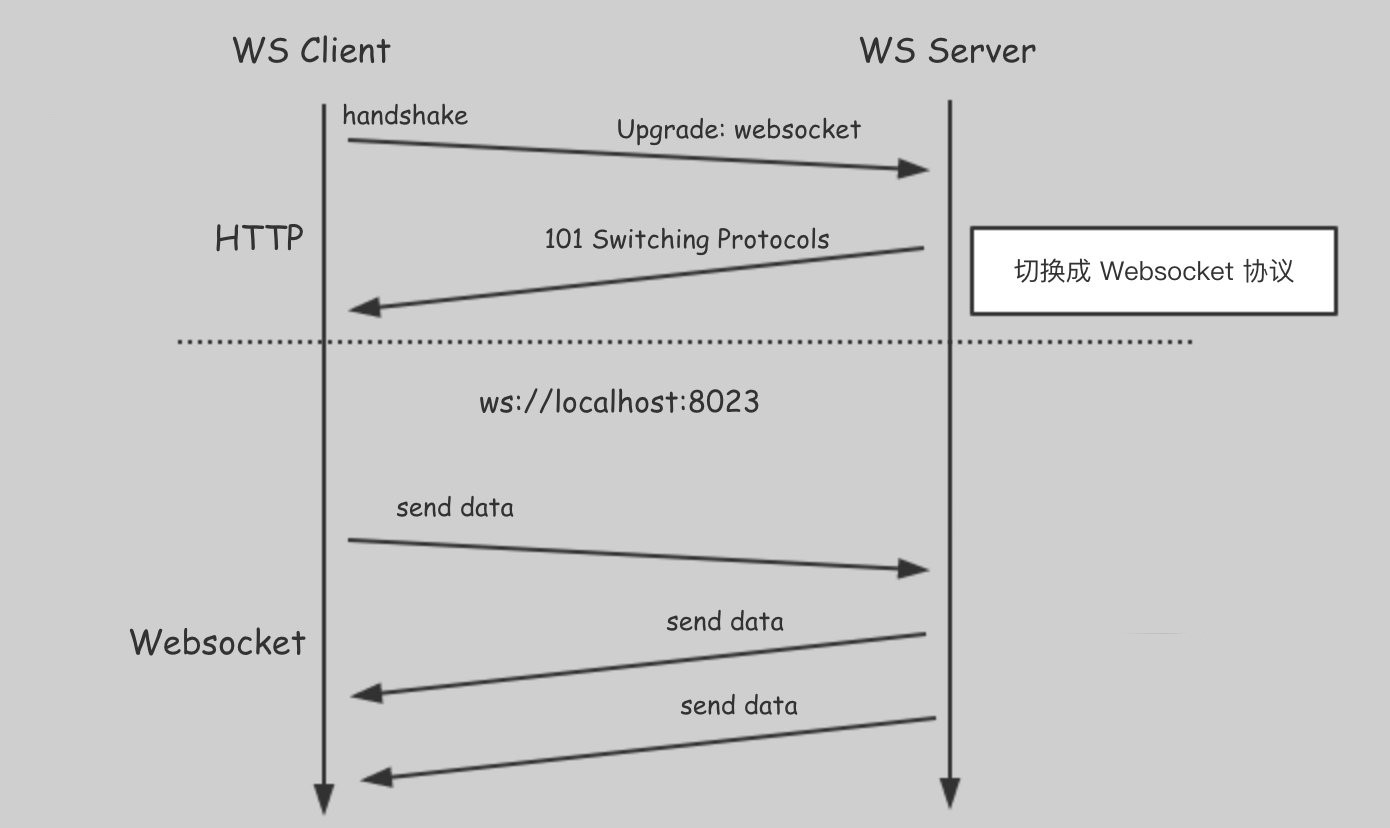 WS Client
WS Server
handshake
Upgrade: websocket
HTTP
101 Switching Protocols
切换成 Websocket 协议
ws://localhost:8023
send data
send data
Websocket
send data